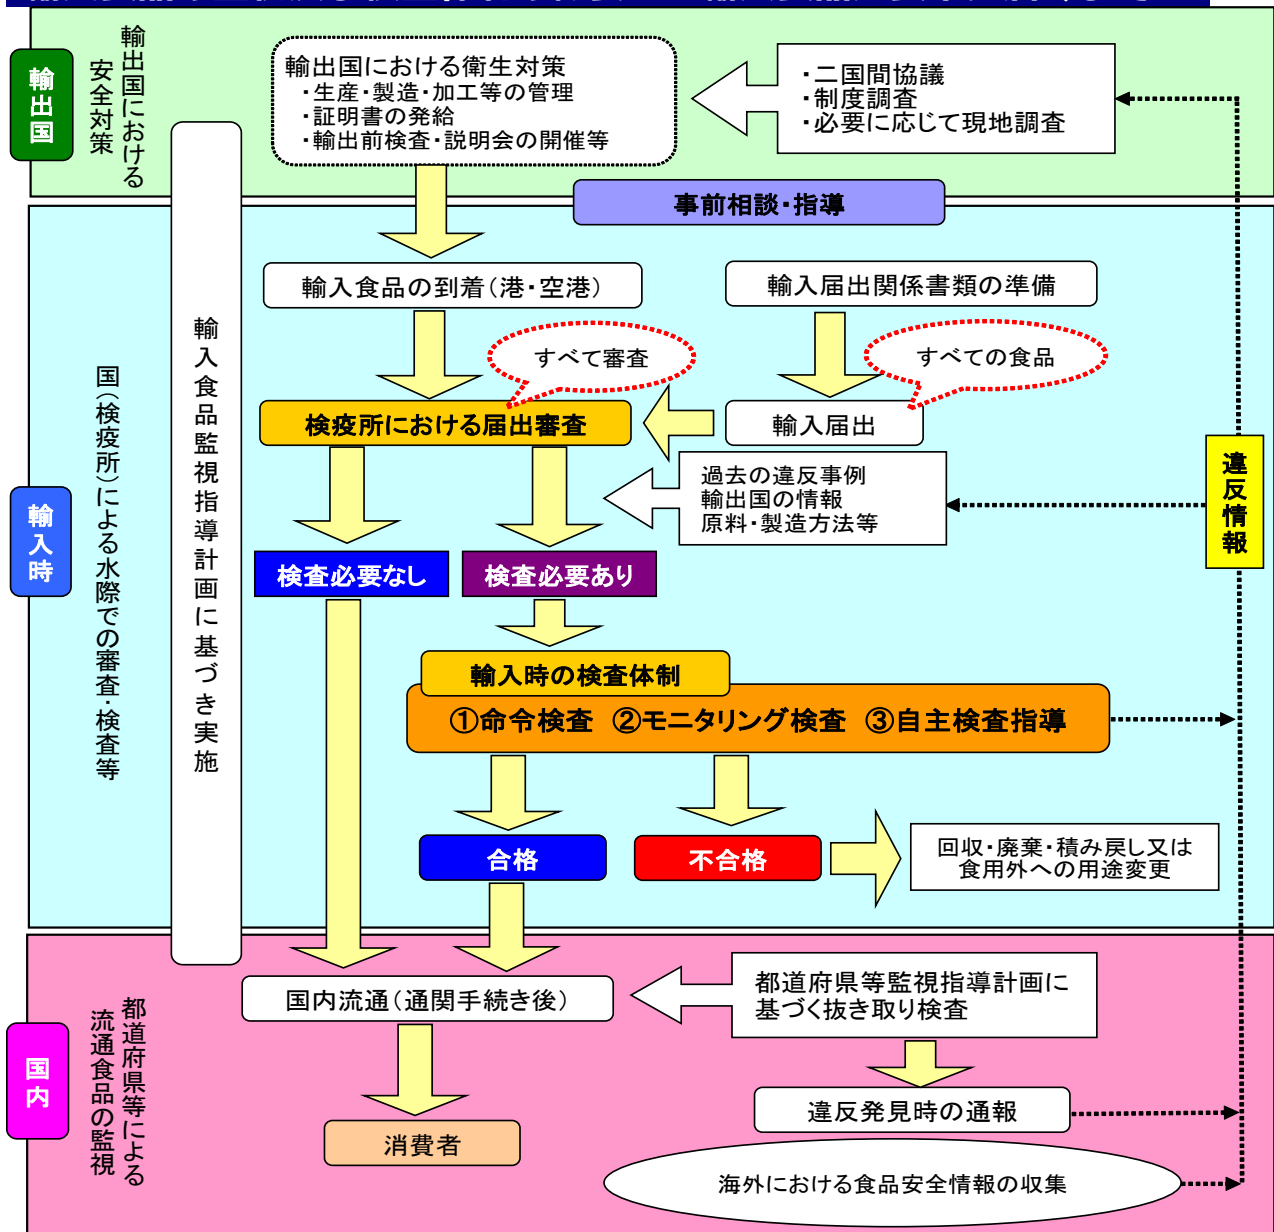 輸出国
輸出国における
安全対策
輸出国における衛生対策
・生産・製造・加工等の管理
・証明書の発給
・輸出前検査・説明会の開催等
・二国間協議
・制度調査
・必要に応じて現地調査
事前相談・指導
輸入時
国(検疫所)による水際での審査・検査等
輸入食品監視指導計画に基づき実施
輸入食品の到着(港・空港)
輸入届出関係書類の準備
すべて審査
すべての食品
検疫所における届出審査
輸入届出
過去の違反事例
輸出国の情報
原料・製造方法等
違反情報
検査必要なし
検査必要あり
輸入時の検査体制
①命令検査 ②モニタリング検査 ③自主検査指導
合格
不合格
回収・廃棄・積み戻し又は
食用外への用途変更
国内
都道府県等による
流通食品の監視
国内流通(通関手続き後)
都道府県等監視指導計画に
基づく抜き取り検査
消費者
違反発見時の通報
海外における食品安全情報の収集